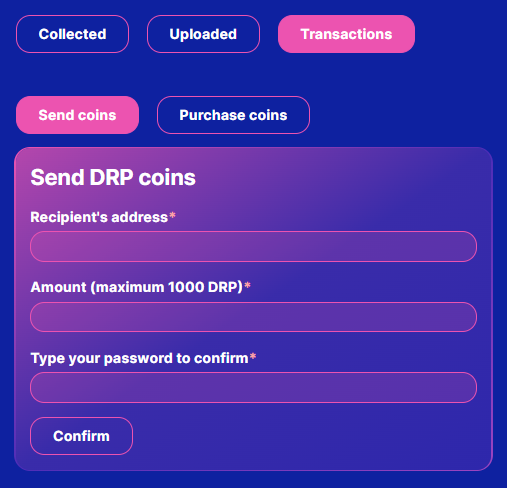 Collected Uploaded Transactions
Send coins Purchase coins
Send DRP coins
Recipient's address*
Amount (maximum 1000 DRP)*
Type your password to confirm*
Confirm